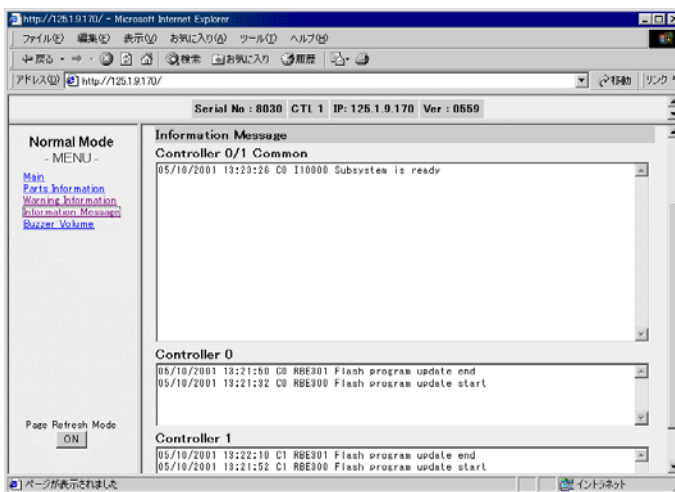 http://125.1.9.170/ - Microsoft Internet Explorer
ファイル(F) 編集(E) 表示(V) お気に入り(A) ツール(T) ヘルプ(H)
戻る 検索 お気に入り 履歴
アドレス(D) http://125.1.9.170/ 移動 リンク
Serial No : 8030 CTL 1 IP: 125.1.9.170 Ver : 0559
Normal Mode
- MENU -
Main
Parts Information
Warning Information
Information Message
Buzzer Volume
Page Refresh Mode
ON
Information Message
Controller 0/1 Common
05/10/2001 13:23:26 C0 I10000 Subsystem is ready
Controller 0
05/10/2001 13:21:50 C0 RBE301 Flash program update end
05/10/2001 13:21:32 C0 RBE300 Flash program update start
Controller 1
05/10/2001 13:22:10 C1 RBE301 Flash program update end
05/10/2001 13:21:52 C1 RBE300 Flash program update start
ページが表示されました イントラネット